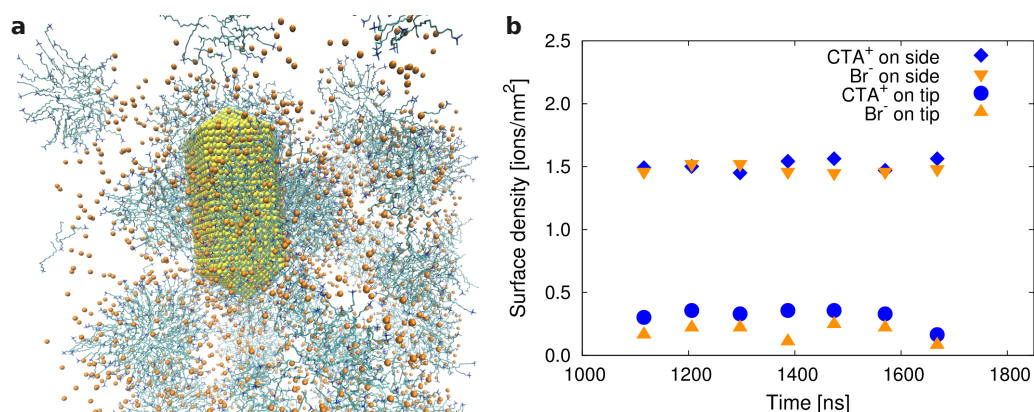 a
b
2.5
2.0
1.5
1.0
0.5
0.0
Surface density [ions/nm²]
CTA⁺ on side
Br⁻ on side
CTA⁺ on tip
Br⁻ on tip
1000 1200 1400 1600 1800
Time [ns]